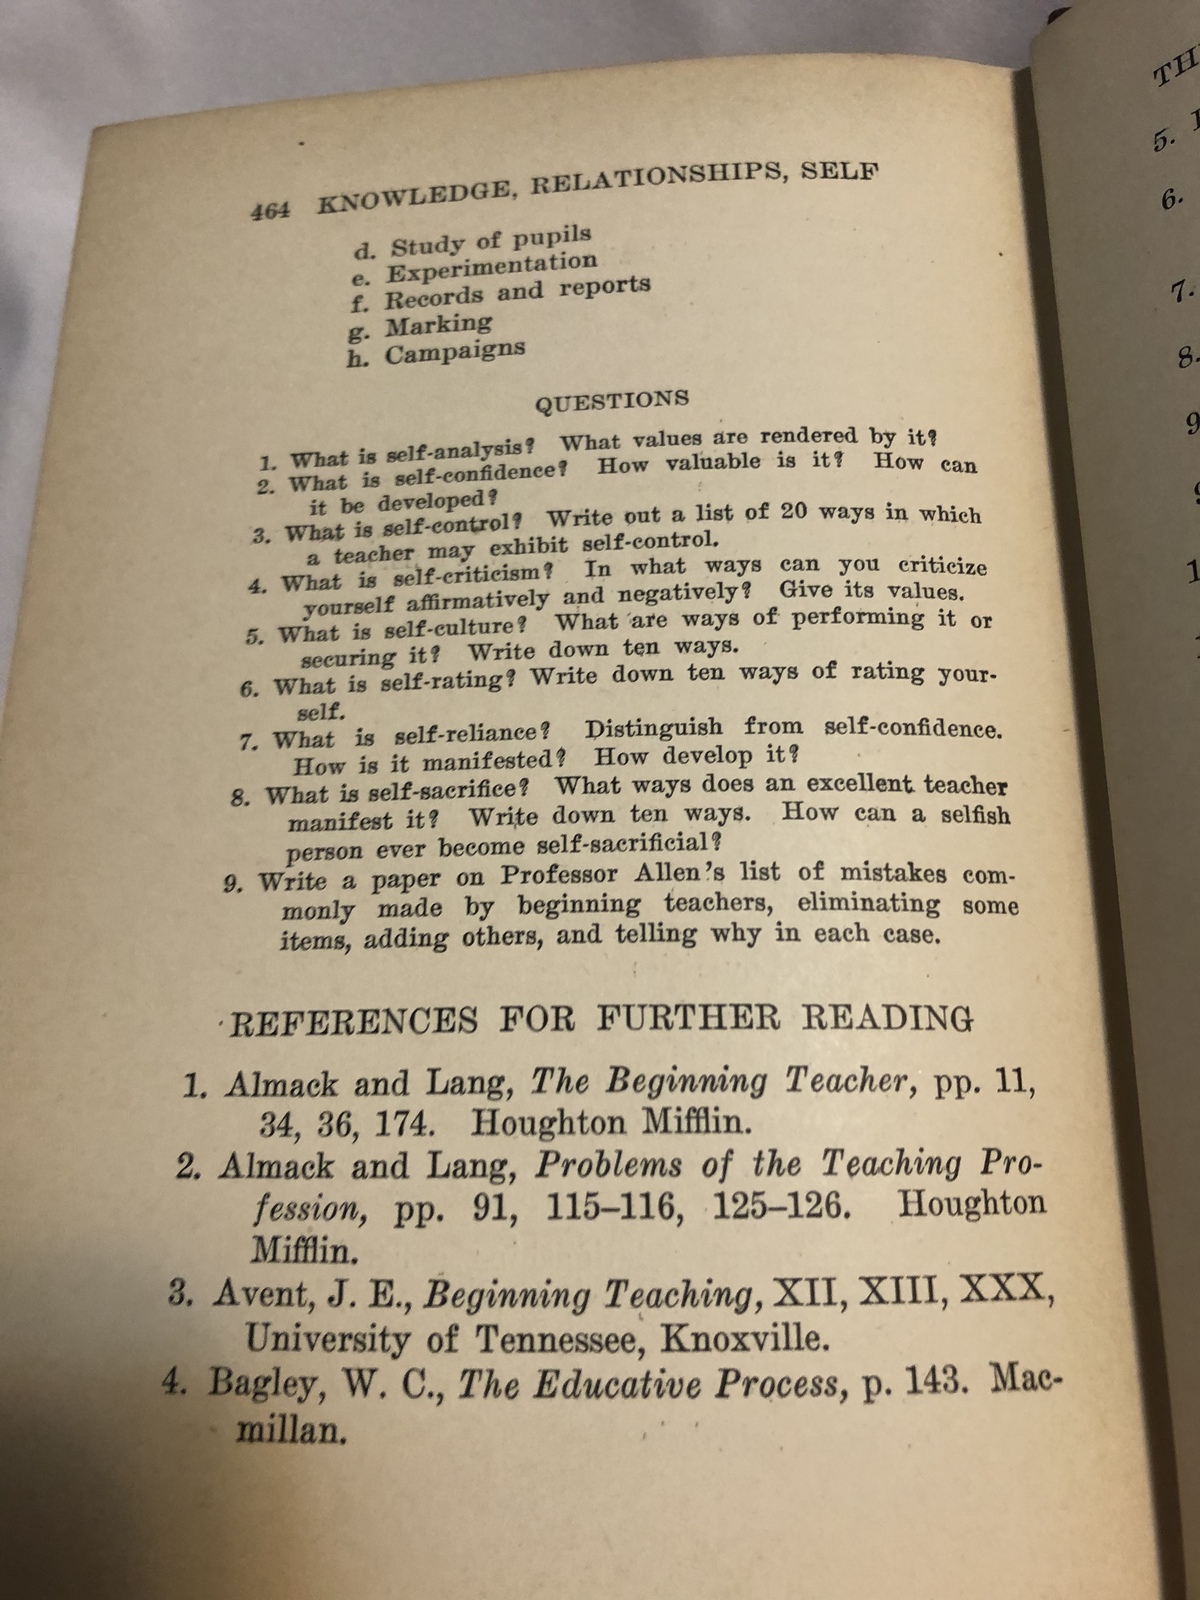 464 KNOWLEDGE, RELATIONSHIPS, SELF
d. Study of pupils
e. Experimentation
f. Records and reports
g. Marking
h. Campaigns
QUESTIONS
1. What is self-analysis? What values are rendered by it?
2. What is self-confidence? How valuable is it? How can
it be developed?
3. What is self-control? Write out a list of 20 ways in which
a teacher may exhibit self-control.
4. What is self-criticism? In what ways can you criticize
yourself affirmatively and negatively? Give its values.
5. What is self-culture? What are ways of performing it or
securing it? Write down ten ways.
6. What is self-rating? Write down ten ways of rating your-
self.
7. What is self-reliance? Distinguish from self-confidence.
How is it manifested? How develop it?
8. What is self-sacrifice? What ways does an excellent teacher
manifest it? Write down ten ways. How can a selfish
person ever become self-sacrificial?
9. Write a paper on Professor Allen's list of mistakes com-
monly made by beginning teachers, eliminating some
items, adding others, and telling why in each case.
REFERENCES FOR FURTHER READING
1. Almack and Lang, The Beginning Teacher, pp. 11,
34, 36, 174. Houghton Mifflin.
2. Almack and Lang, Problems of the Teaching Pro-
fession, pp. 91, 115–116, 125–126. Houghton
Mifflin.
3. Avent, J. E., Beginning Teaching, XII, XIII, XXX,
University of Tennessee, Knoxville.
4. Bagley, W. C., The Educative Process, p. 143. Mac-
millan.
5.
6.
7.
8.